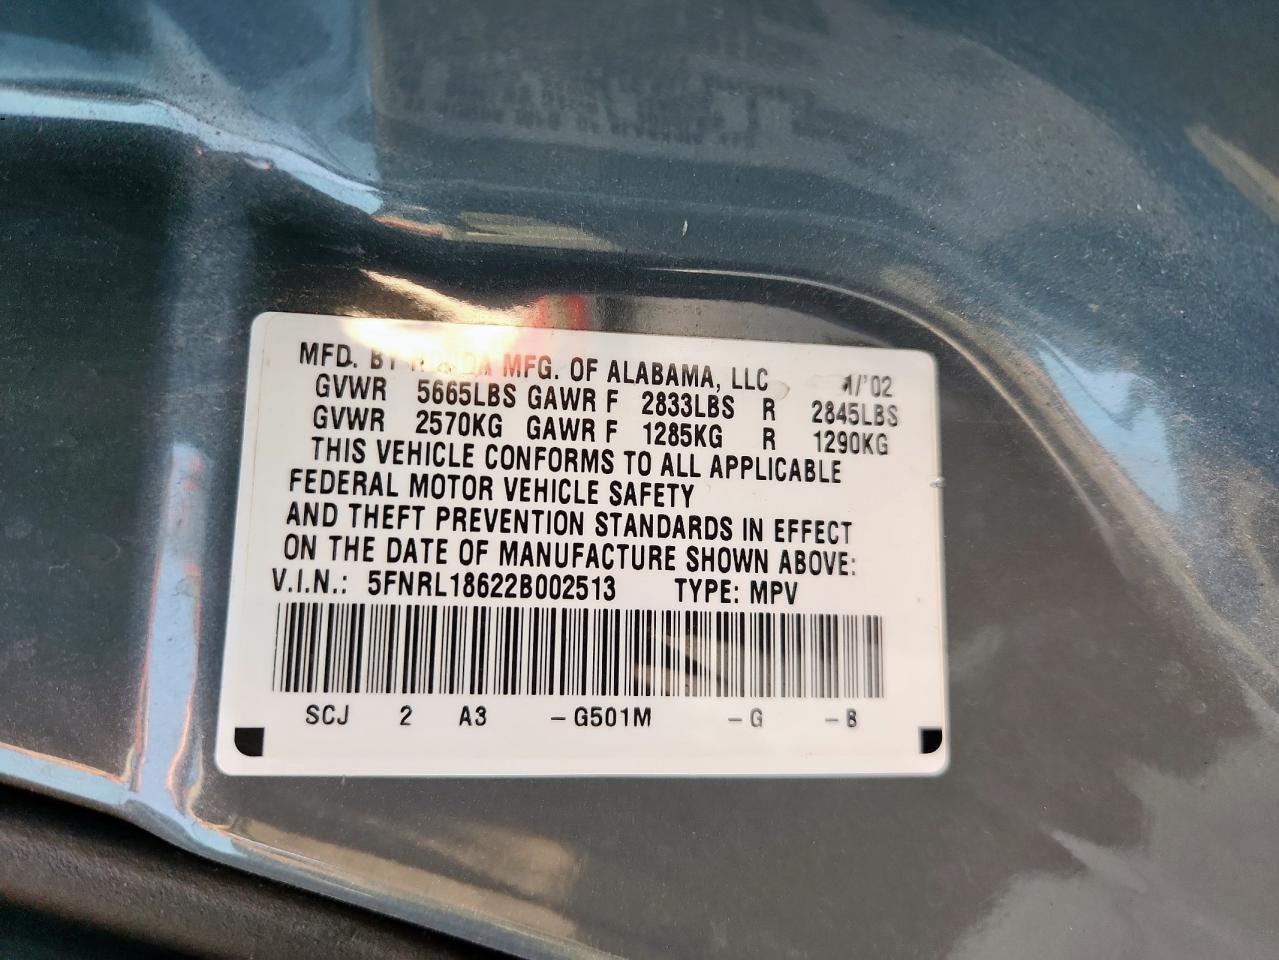 MFD. BY HONDA MFG. OF ALABAMA, LLC 1/'02
GVWR 5665LBS GAWR F 2833LBS R 2845LBS
GVWR 2570KG GAWR F 1285KG R 1290KG
THIS VEHICLE CONFORMS TO ALL APPLICABLE
FEDERAL MOTOR VEHICLE SAFETY
AND THEFT PREVENTION STANDARDS IN EFFECT
ON THE DATE OF MANUFACTURE SHOWN ABOVE:
V.I.N.: 5FNRL18622B002513 TYPE: MPV
SCJ 2 A3 – G501M – G – B